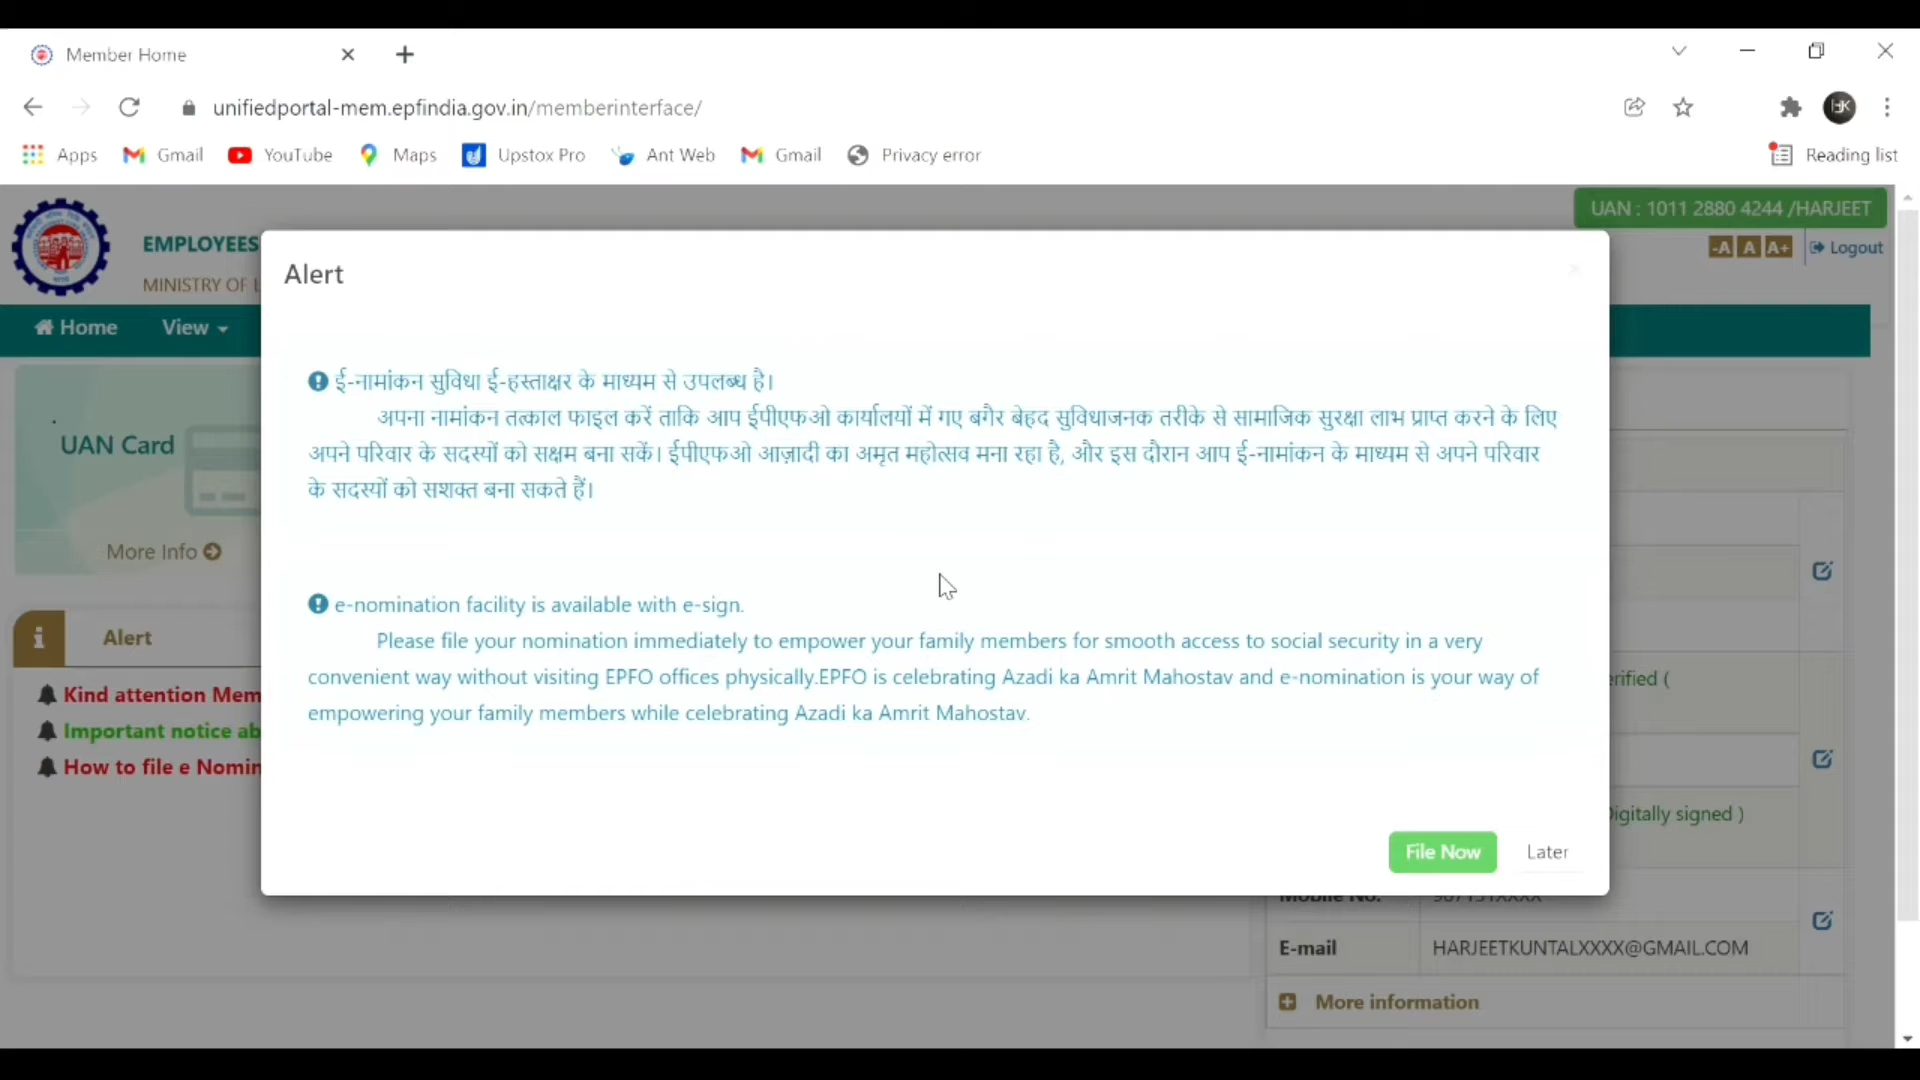 Member Home
unifiedportal-mem.epfindia.gov.in/memberinterface/
Apps Gmail YouTube Maps Upstox Pro Ant Web Gmail Privacy error Reading list
UAN : 1011 2880 4244 /HARJEET
EMPLOYEES
-A A A+ Logout
MINISTRY OF L
Home View
Alert
ई-नामांकन सुविधा ई-हस्ताक्षर के माध्यम से उपलब्ध है।
अपना नामांकन तत्काल फाइल करें ताकि आप ईपीएफओ कार्यालयों में गए बगैर बेहद सुविधाजनक तरीके से सामाजिक सुरक्षा लाभ प्राप्त करने के लिए
अपने परिवार के सदस्यों को सक्षम बना सकें। ईपीएफओ आज़ादी का अमृत महोत्सव मना रहा है, और इस दौरान आप ई-नामांकन के माध्यम से अपने परिवार
के सदस्यों को सशक्त बना सकते हैं।
e-nomination facility is available with e-sign.
Please file your nomination immediately to empower your family members for smooth access to social security in a very
convenient way without visiting EPFO offices physically.EPFO is celebrating Azadi ka Amrit Mahostav and e-nomination is your way of
empowering your family members while celebrating Azadi ka Amrit Mahostav.
File Now Later
UAN Card
More Info
Alert
Kind attention Mem
Important notice ab
How to file e Nomin
erified (
igitally signed )
Mobile No.
E-mail HARJEETKUNTALXXXX@GMAIL.COM
More information